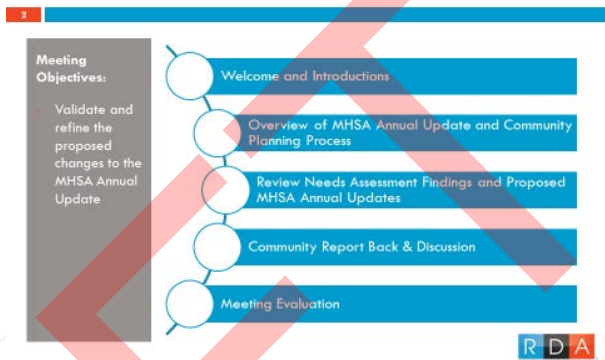 2
Meeting
Objectives:
Validate and
refine the
proposed
changes to the
MHSA Annual
Update
Welcome and Introductions
Overview of MHSA Annual Update and Community
Planning Process
Review Needs Assessment Findings and Proposed
MHSA Annual Updates
Community Report Back & Discussion
Meeting Evaluation
R D A